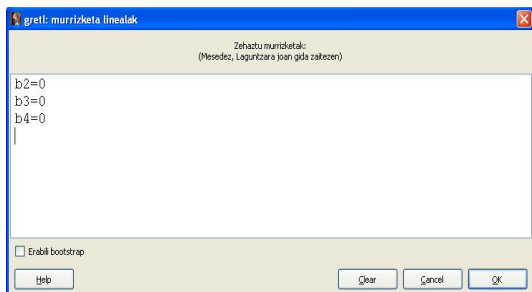 gretl: murrizketa linealak
Zehaztu murrizketak:
(Mesedez, Laguntzara joan gida zaitezen)
b2=0
b3=0
b4=0
Erabili bootstrap
Help
Clear
Cancel
OK